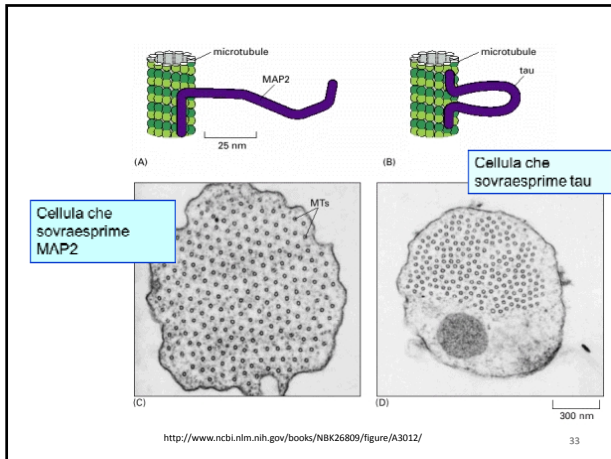 microtubule
MAP2
25 nm
(A)
microtubule
tau
(B)
Cellula che
sovraesprime
MAP2
Cellula che
sovraesprime tau
MTs
(C)
(D)
300 nm
http://www.ncbi.nlm.nih.gov/books/NBK26809/figure/A3012/
33